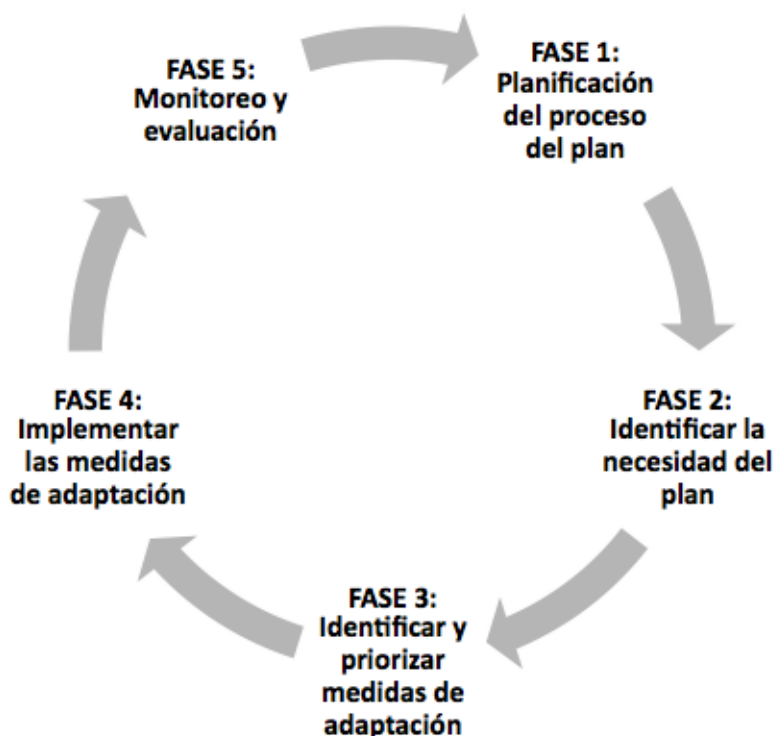 FASE 1:
Planificación
del proceso
del plan
FASE 2:
Identificar la
necesidad del
plan
FASE 3:
Identificar y
priorizar
medidas de
adaptación
FASE 4:
Implementar
las medidas
de adaptación
FASE 5:
Monitoreo y
evaluación